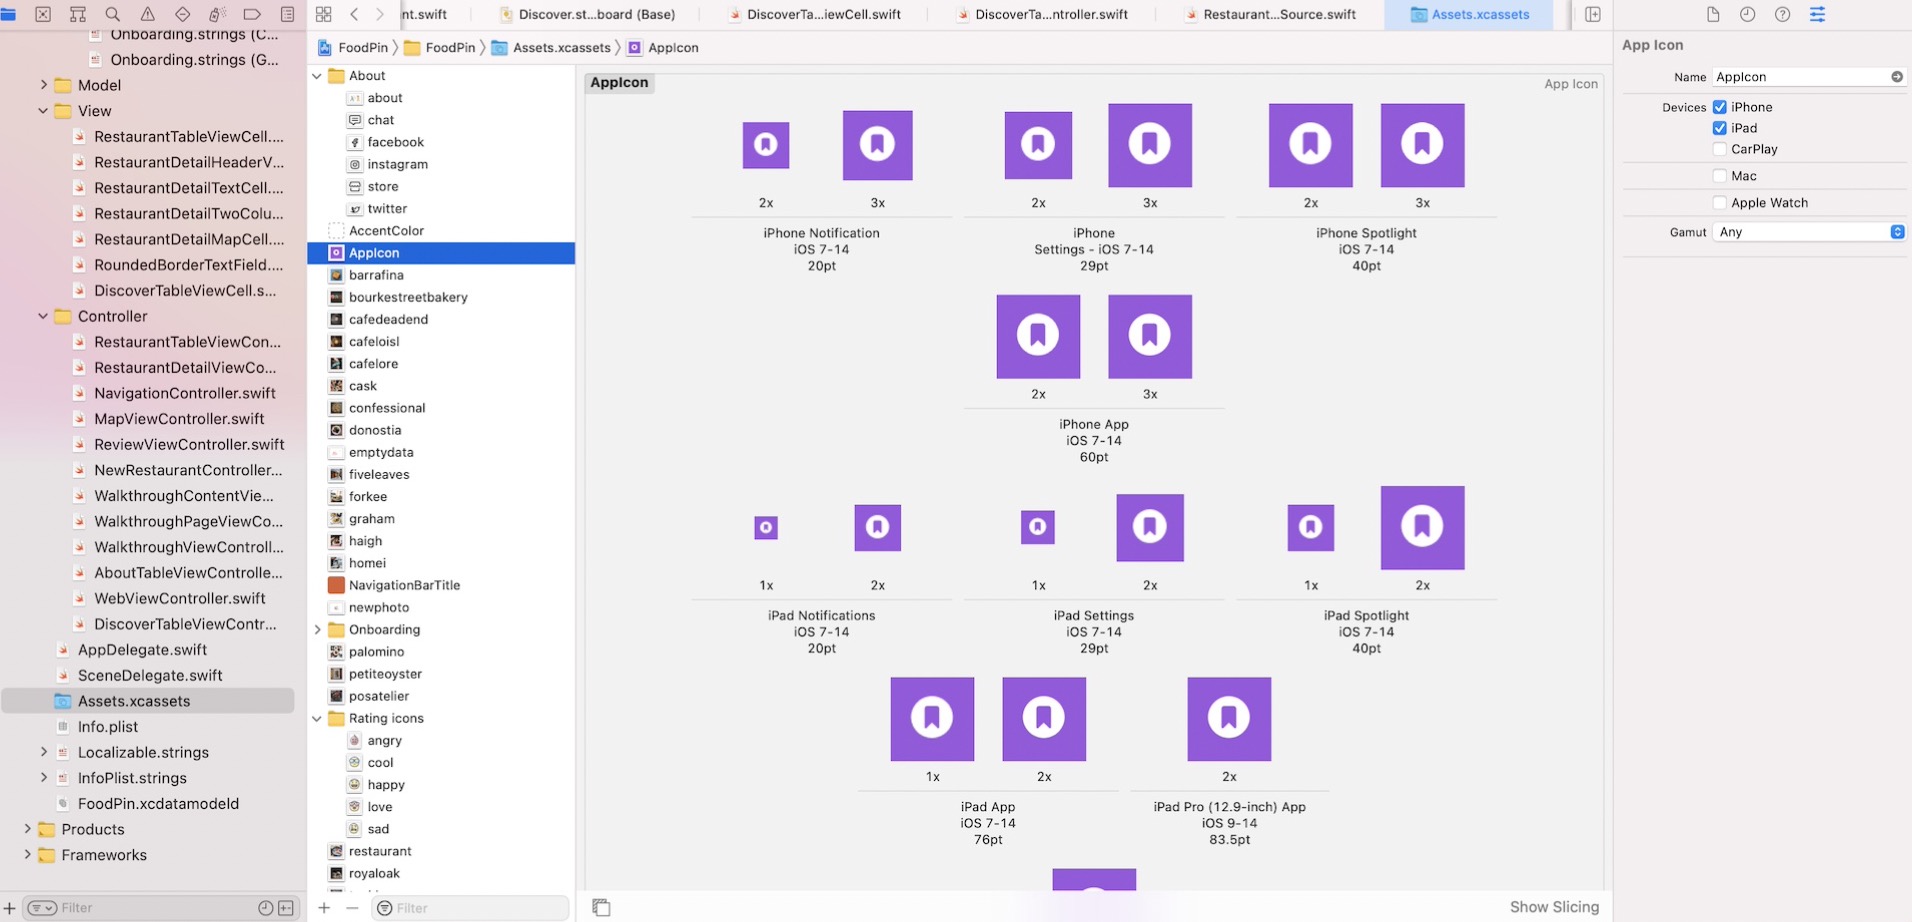 nt.swift
Discover.st...board (Base)
DiscoverTa...iewCell.swift
DiscoverTa...ntroller.swift
Restaurant...Source.swift
Assets.xcassets
FoodPin
FoodPin
Assets.xcassets
AppIcon
Onboarding.strings (C...
Onboarding.strings (G...
Model
View
RestaurantTableViewCell....
RestaurantDetailHeaderV...
RestaurantDetailTextCell....
RestaurantDetailTwoColu...
RestaurantDetailMapCell....
RoundedBorderTextField....
DiscoverTableViewCell.s...
Controller
RestaurantTableViewCon...
RestaurantDetailViewCo...
NavigationController.swift
MapViewController.swift
ReviewViewController.swift
NewRestaurantController...
WalkthroughContentVie...
WalkthroughPageViewCo...
WalkthroughViewControll...
AboutTableViewControlle...
WebViewController.swift
DiscoverTableViewContr...
AppDelegate.swift
SceneDelegate.swift
Assets.xcassets
Info.plist
Localizable.strings
InfoPlist.strings
FoodPin.xcdatamodeld
Products
Frameworks
Filter
About
about
chat
facebook
instagram
store
twitter
AccentColor
AppIcon
barrafina
bourkestreetbakery
cafedeadend
cafeloisl
cafelore
cask
confessional
donostia
emptydata
fiveleaves
forkee
graham
haigh
homei
NavigationBarTitle
newphoto
Onboarding
palomino
petiteoyster
posatelier
Rating icons
angry
cool
happy
love
sad
restaurant
royaloak
Filter
AppIcon
App Icon
2x
3x
2x
3x
2x
3x
iPhone Notification
iOS 7-14
20pt
iPhone
Settings - iOS 7-14
29pt
iPhone Spotlight
iOS 7-14
40pt
2x
3x
iPhone App
iOS 7-14
60pt
1x
2x
1x
2x
1x
2x
iPad Notifications
iOS 7-14
20pt
iPad Settings
iOS 7-14
29pt
iPad Spotlight
iOS 7-14
40pt
1x
2x
2x
iPad App
iOS 7-14
76pt
iPad Pro (12.9-inch) App
iOS 9-14
83.5pt
Show Slicing
App Icon
Name AppIcon
Devices iPhone
iPad
CarPlay
Mac
Apple Watch
Gamut Any